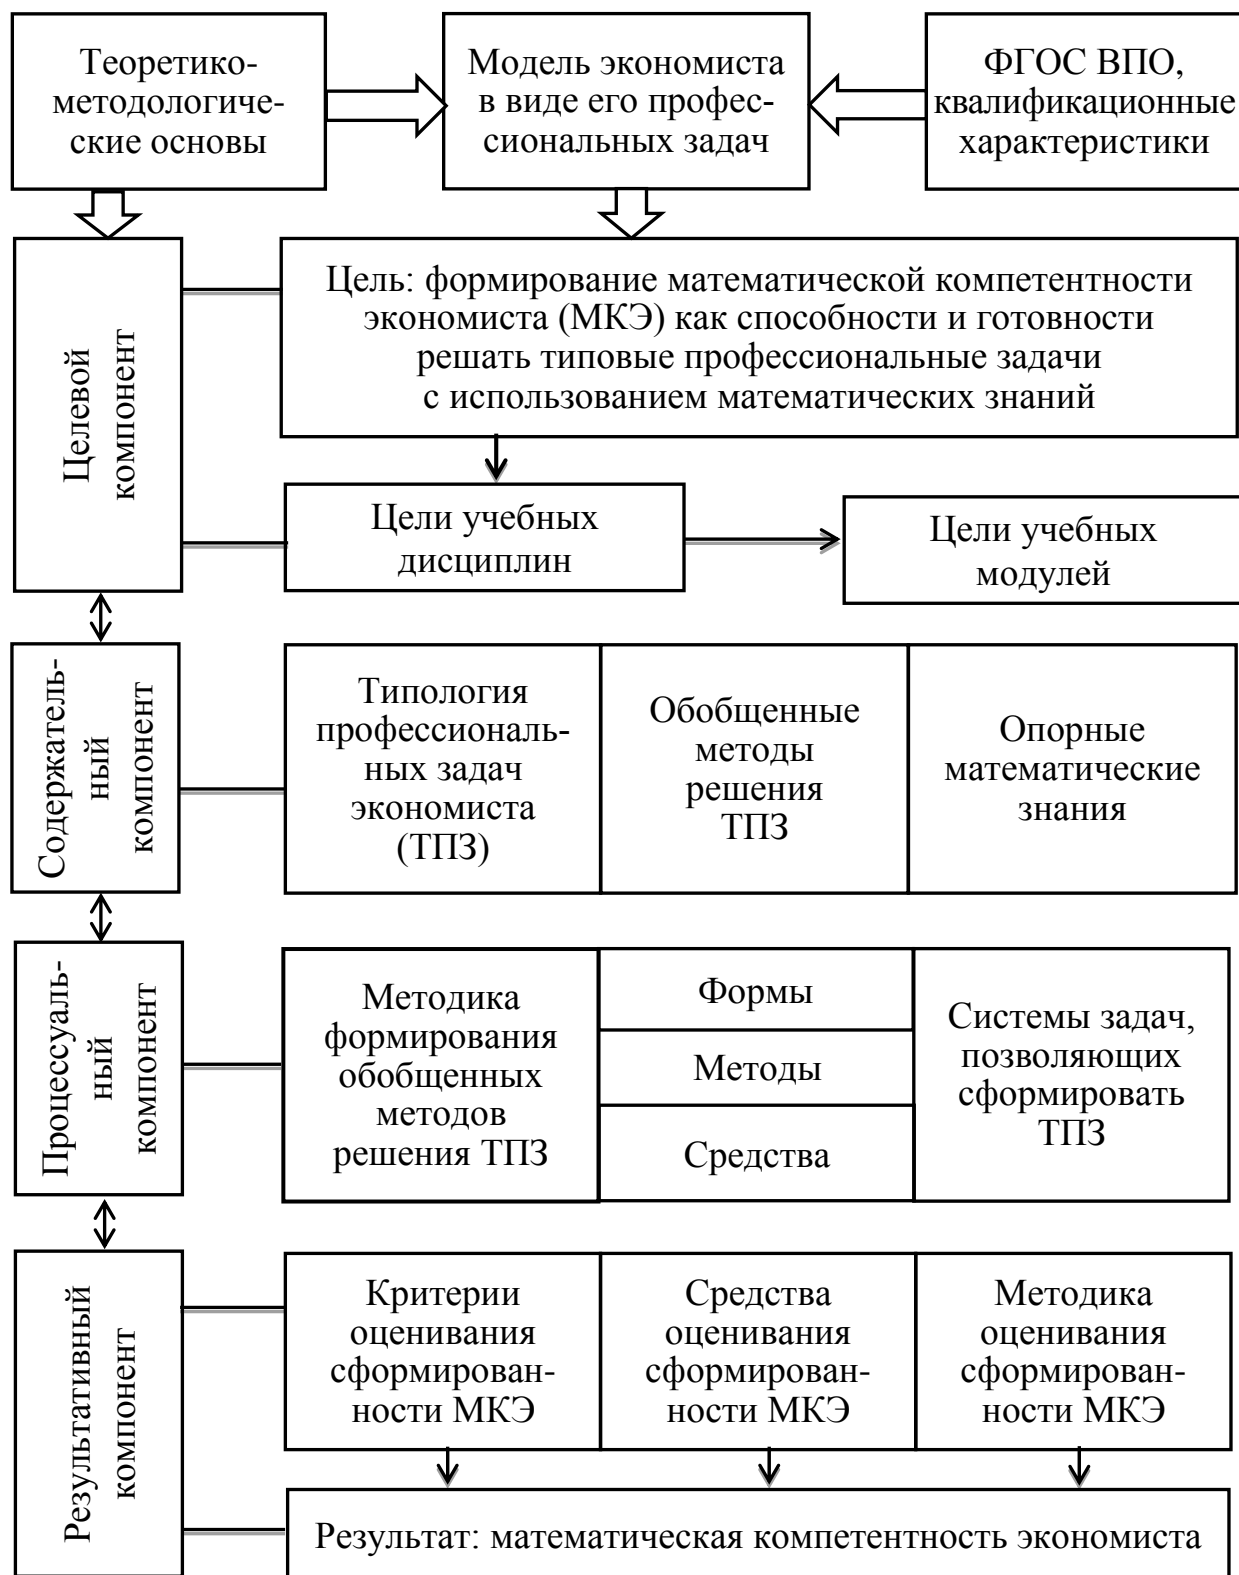 Теоретико-
методологиче-
ские основы
Модель экономиста
в виде его профес-
сиональных задач
ФГОС ВПО,
квалификационные
характеристики
Целевой
компонент
Цель: формирование математической компетентности
экономиста (МКЭ) как способности и готовности
решать типовые профессиональные задачи
с использованием математических знаний
Цели учебных
дисциплин
Цели учебных
модулей
Содержатель-
ный
компонент
Типология
профессиональ-
ных задач
экономиста
(ТПЗ)
Обобщенные
методы
решения
ТПЗ
Опорные
математические
знания
Процессуаль-
ный
компонент
Методика
формирования
обобщенных
методов
решения ТПЗ
Формы
Методы
Средства
Системы задач,
позволяющих
сформировать
ТПЗ
Результативный
компонент
Критерии
оценивания
сформирован-
ности МКЭ
Средства
оценивания
сформирован-
ности МКЭ
Методика
оценивания
сформирован-
ности МКЭ
Результат: математическая компетентность экономиста